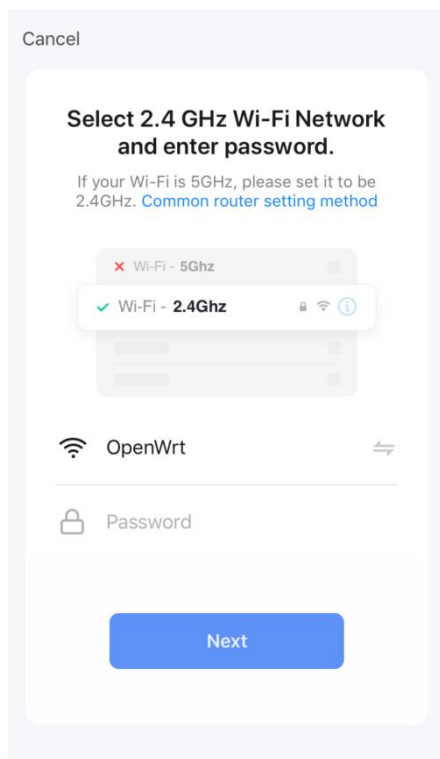 Cancel
Select 2.4 GHz Wi-Fi Network
and enter password.
If your Wi-Fi is 5GHz, please set it to be
2.4GHz. Common router setting method
Wi-Fi - 5Ghz
Wi-Fi - 2.4Ghz
OpenWrt
Password
Next